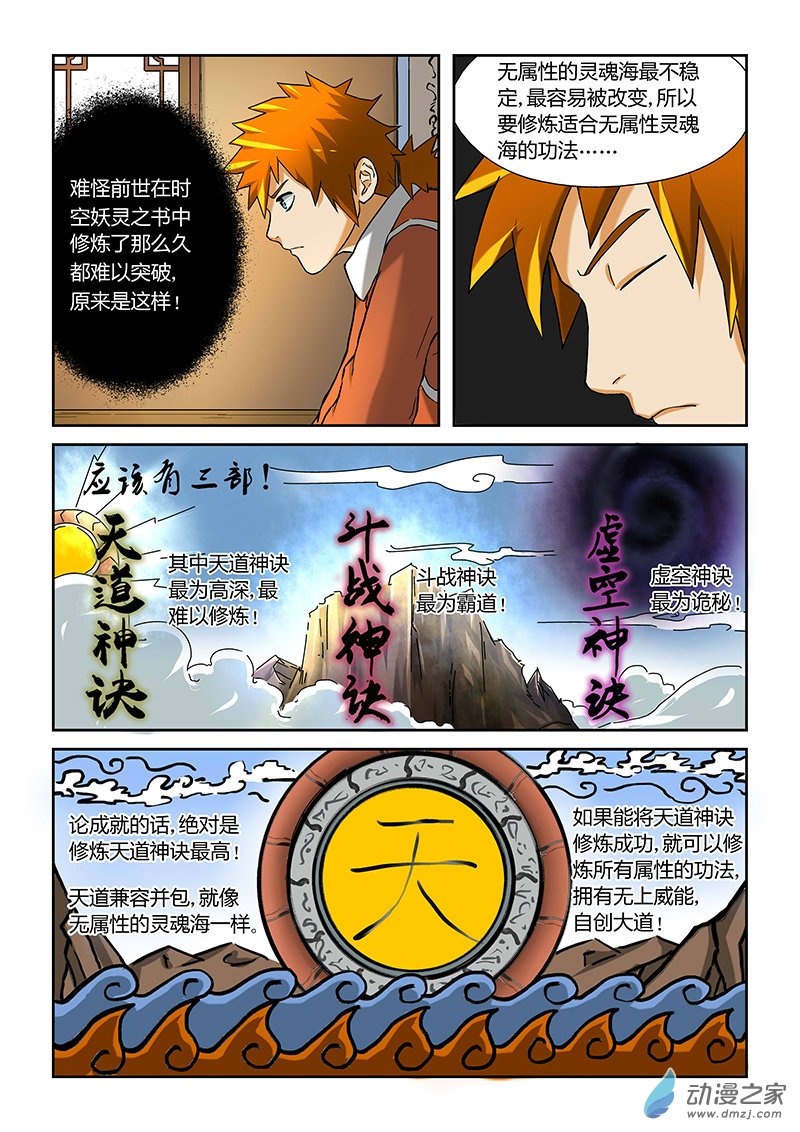 难怪前世在时
空妖灵之书中
修炼了那么久
都难以突破，
原来是这样！
无属性的灵魂海最不稳
定，最容易被改变，所以
要修炼适合无属性灵魂
海的功法……
应该有三部！
天道神诀
其中天道神诀
最为高深，最
难以修炼！
斗战神诀
斗战神诀
最为霸道！
虚空神诀
虚空神诀
最为诡秘！
论成就的话，绝对是
修炼天道神诀最高！
天道兼容并包，就像
无属性的灵魂海一样。
天
如果能将天道神诀
修炼成功，就可以修
炼所有属性的功法，
拥有无上威能，
自创大道！
动漫之家
www.dmzj.com